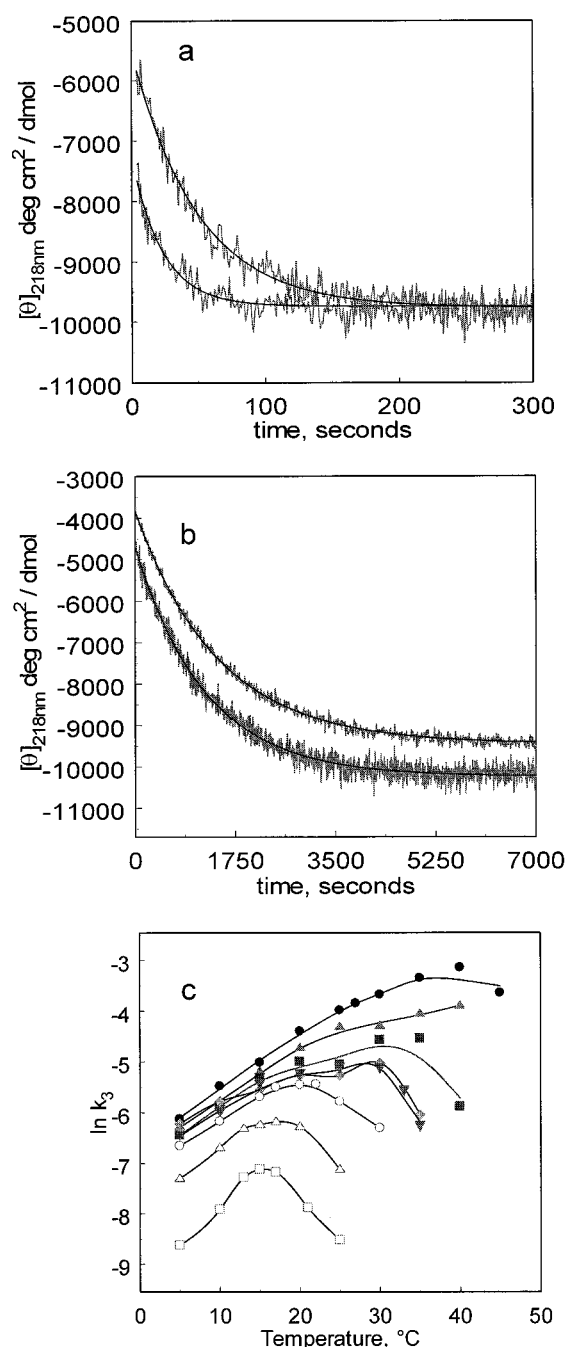 -5000
a
-6000
-7000
-8000
-9000
-10000
-11000
[θ]218nm deg cm² / dmol
0 100 200 300
time, seconds
-3000
b
-4000
-5000
-6000
-7000
-8000
-9000
-10000
-11000
[θ]218nm deg cm² / dmol
0 1750 3500 5250 7000
time, seconds
c
-3
-4
-5
-6
-7
-8
-9
ln k3
0 10 20 30 40 50
Temperature, °C